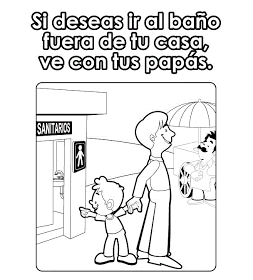 Si deseas ir al baño
fuera de tu casa,
ve con tus papás.
SANITARIOS